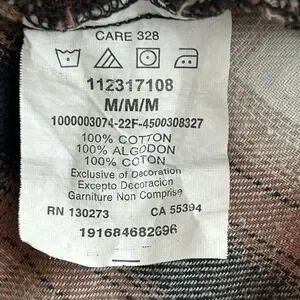 CARE 328
112317108
M/M/M
1000003074-22F-4500308327
100% COTTON
100% ALGODON
100% COTON
Exclusive of Decoration
Excepto Decoración
Garniture Non Comprise
RN 130273 CA 55394
191684682696